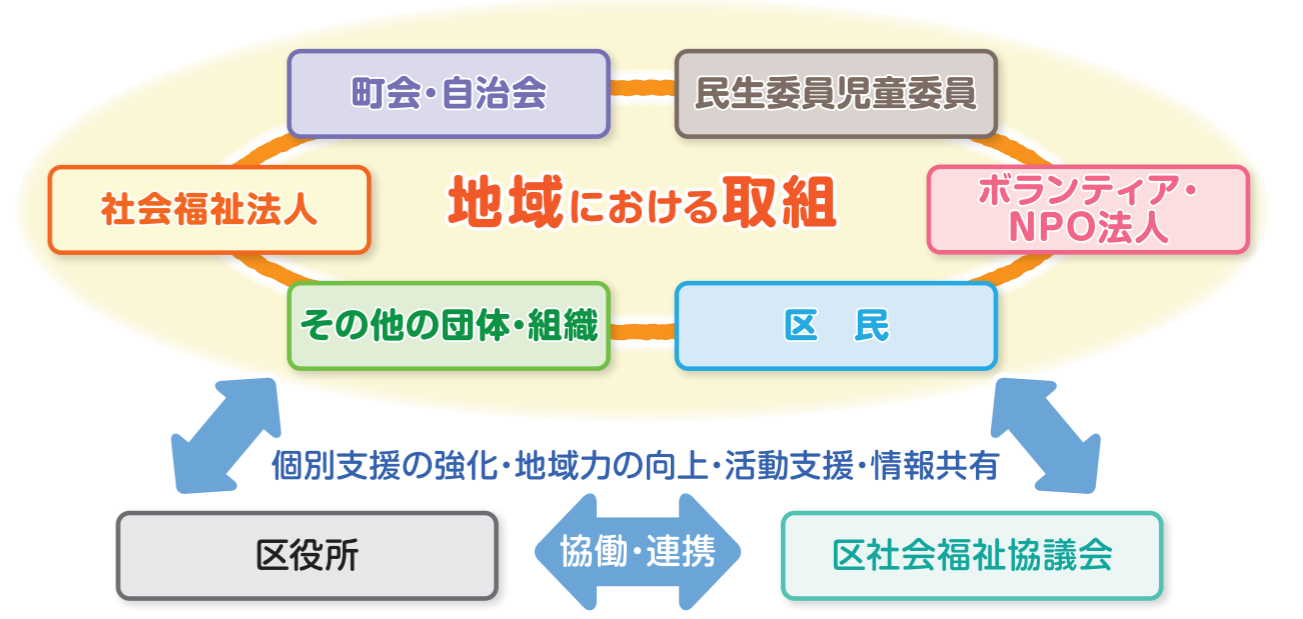 町会・自治会
民生委員児童委員
社会福祉法人
地域における取組
ボランティア・
NPO法人
その他の団体・組織
区　民
個別支援の強化・地域力の向上・活動支援・情報共有
区役所
協働・連携
区社会福祉協議会